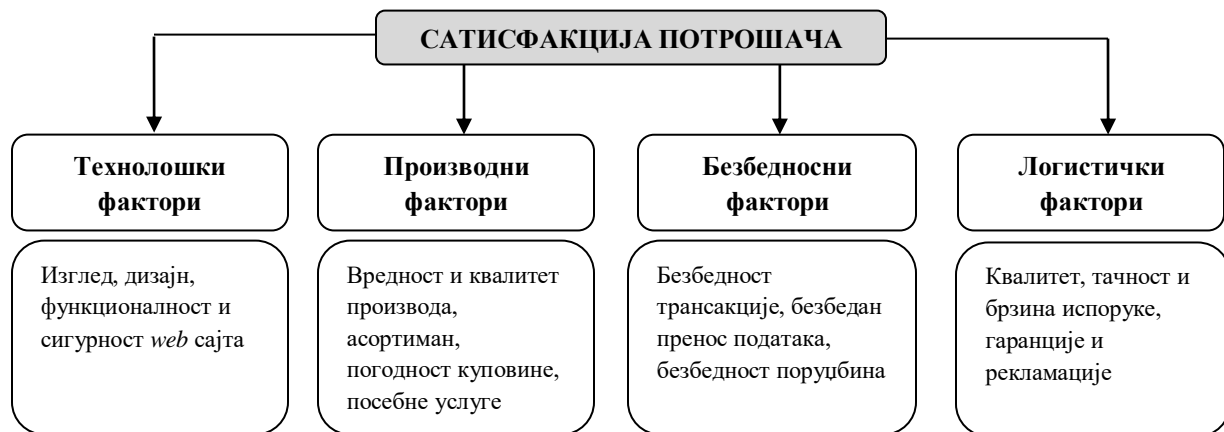 САТИСФАКЦИЈА ПОТРОШАЧА
Технолошки
фактори
Изглед, дизајн,
функционалност и
сигурност web сајта
Производни
фактори
Вредност и квалитет
производа,
асортиман,
погодност куповине,
посебне услуге
Безбедносни
фактори
Безбедност
трансакције, безбедан
пренос података,
безбедност поруџбина
Логистички
фактори
Квалитет, тачност и
брзина испоруке,
гаранције и
рекламације